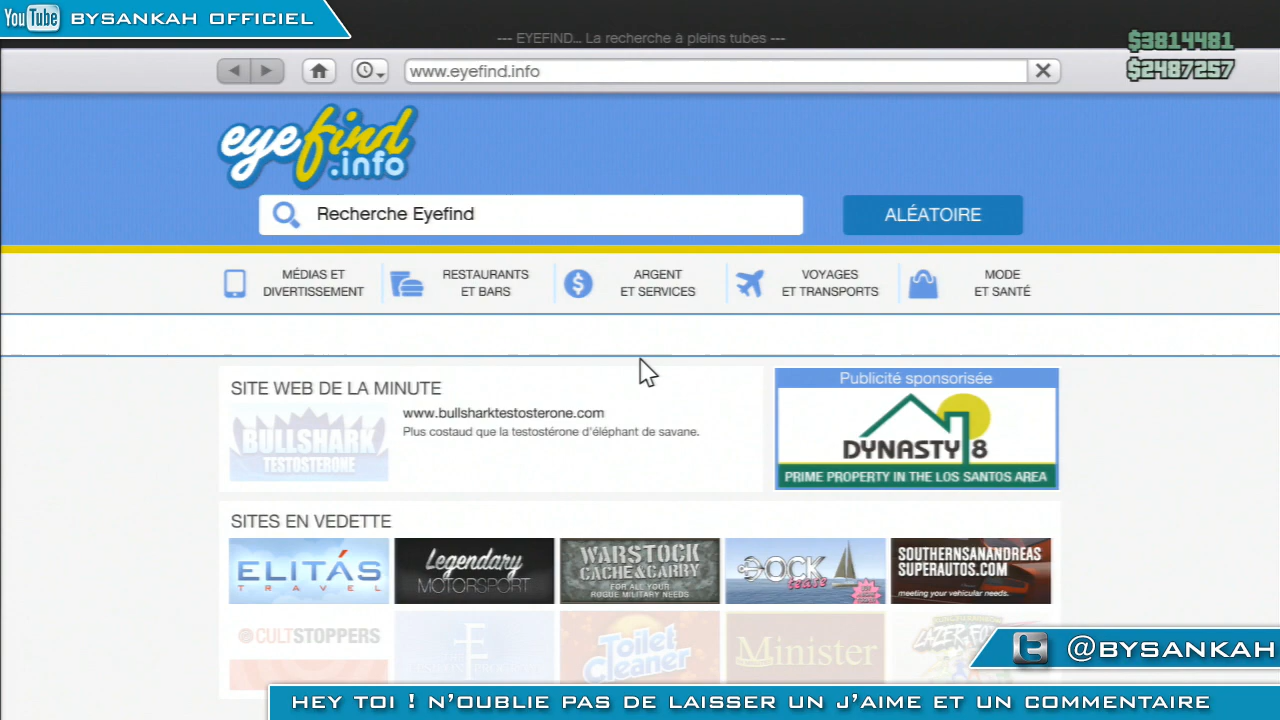 YouTube BYSANKAH OFFICIEL
--- EYEFIND... La recherche à pleins tubes ---
$3814481
$2487257
www.eyefind.info
eyefind
.info
Recherche Eyefind
ALÉATOIRE
MÉDIAS ET
DIVERTISSEMENT
RESTAURANTS
ET BARS
ARGENT
ET SERVICES
VOYAGES
ET TRANSPORTS
MODE
ET SANTÉ
SITE WEB DE LA MINUTE
BULLSHARK
TESTOSTERONE
www.bullsharktestosterone.com
Plus costaud que la testostérone d'éléphant de savane.
Publicité sponsorisée
DYNASTY 8
PRIME PROPERTY IN THE LOS SANTOS AREA
SITES EN VEDETTE
ELITÁS
TRAVEL
Legendary
MOTORSPORT
WARSTOCK
CACHE & CARRY
FOR ALL YOUR
ROGUE MILITARY NEEDS
DOCK
tease
SOUTHERNSANANDREAS
SUPERAUTOS.COM
meeting your vehicular needs.
CULTSTOPPERS
Toilet
Cleaner
Minister
LAZER
@BYSANKAH
HEY TOI ! N'OUBLIE PAS DE LAISSER UN J'AIME ET UN COMMENTAIRE